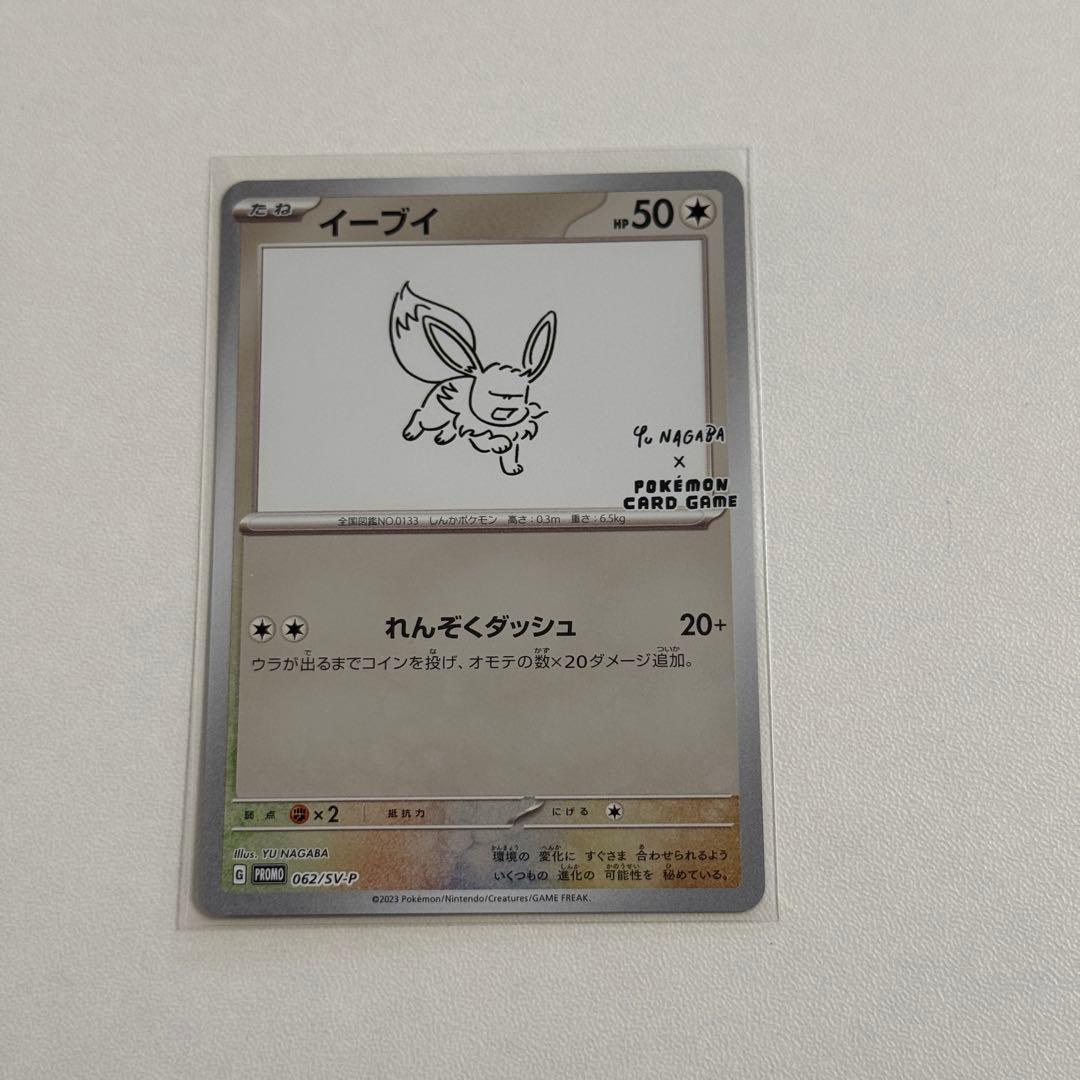 たね イーブイ HP50
Yu NAGABA
×
POKÉMON
CARD GAME
全国図鑑NO.0133 しんかポケモン 高さ:0.3m 重さ:6.5kg
れんぞくダッシュ 20+
ウラが出るまでコインを投げ、オモテの数×20ダメージ追加。
弱点 ×2 抵抗力 にげる
Illus. YU NAGABA
環境の 変化に すぐさま 合わせられるよう
いくつもの 進化の 可能性を 秘めている。
G PROMO 062/SV-P
©2023 Pokémon/Nintendo/Creatures/GAME FREAK.